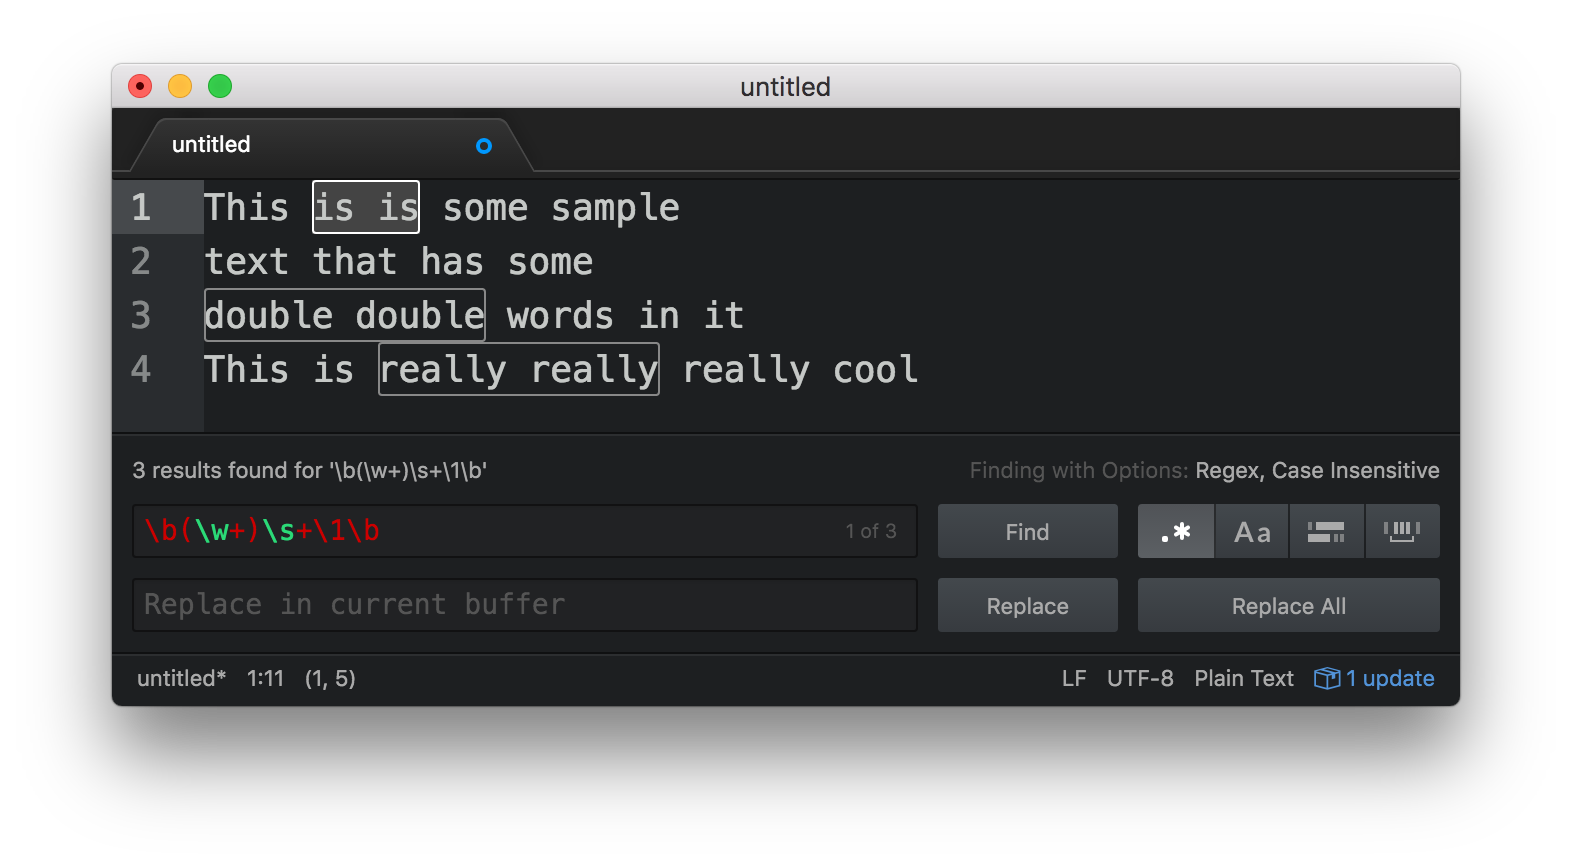 untitled
untitled
1 This is is some sample
2 text that has some
3 double double words in it
4 This is really really really cool
3 results found for '\b(\w+)\s+\1\b' Finding with Options: Regex, Case Insensitive
\b(\w+)\s+\1\b 1 of 3 Find .* Aa
Replace in current buffer Replace Replace All
untitled* 1:11 (1, 5) LF UTF-8 Plain Text 1 update